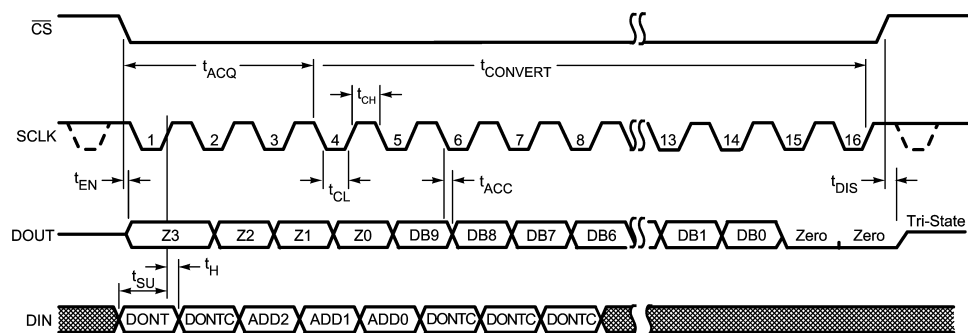 CS
tACQ
tCONVERT
tCH
SCLK 1 2 3 4 5 6 7 8 13 14 15 16
tEN
tCL
tACC
tDIS
DOUT Z3 Z2 Z1 Z0 DB9 DB8 DB7 DB6 DB1 DB0 Zero Zero Tri-State
tSU
tH
DIN DONT DONTC ADD2 ADD1 ADD0 DONTC DONTC DONTC